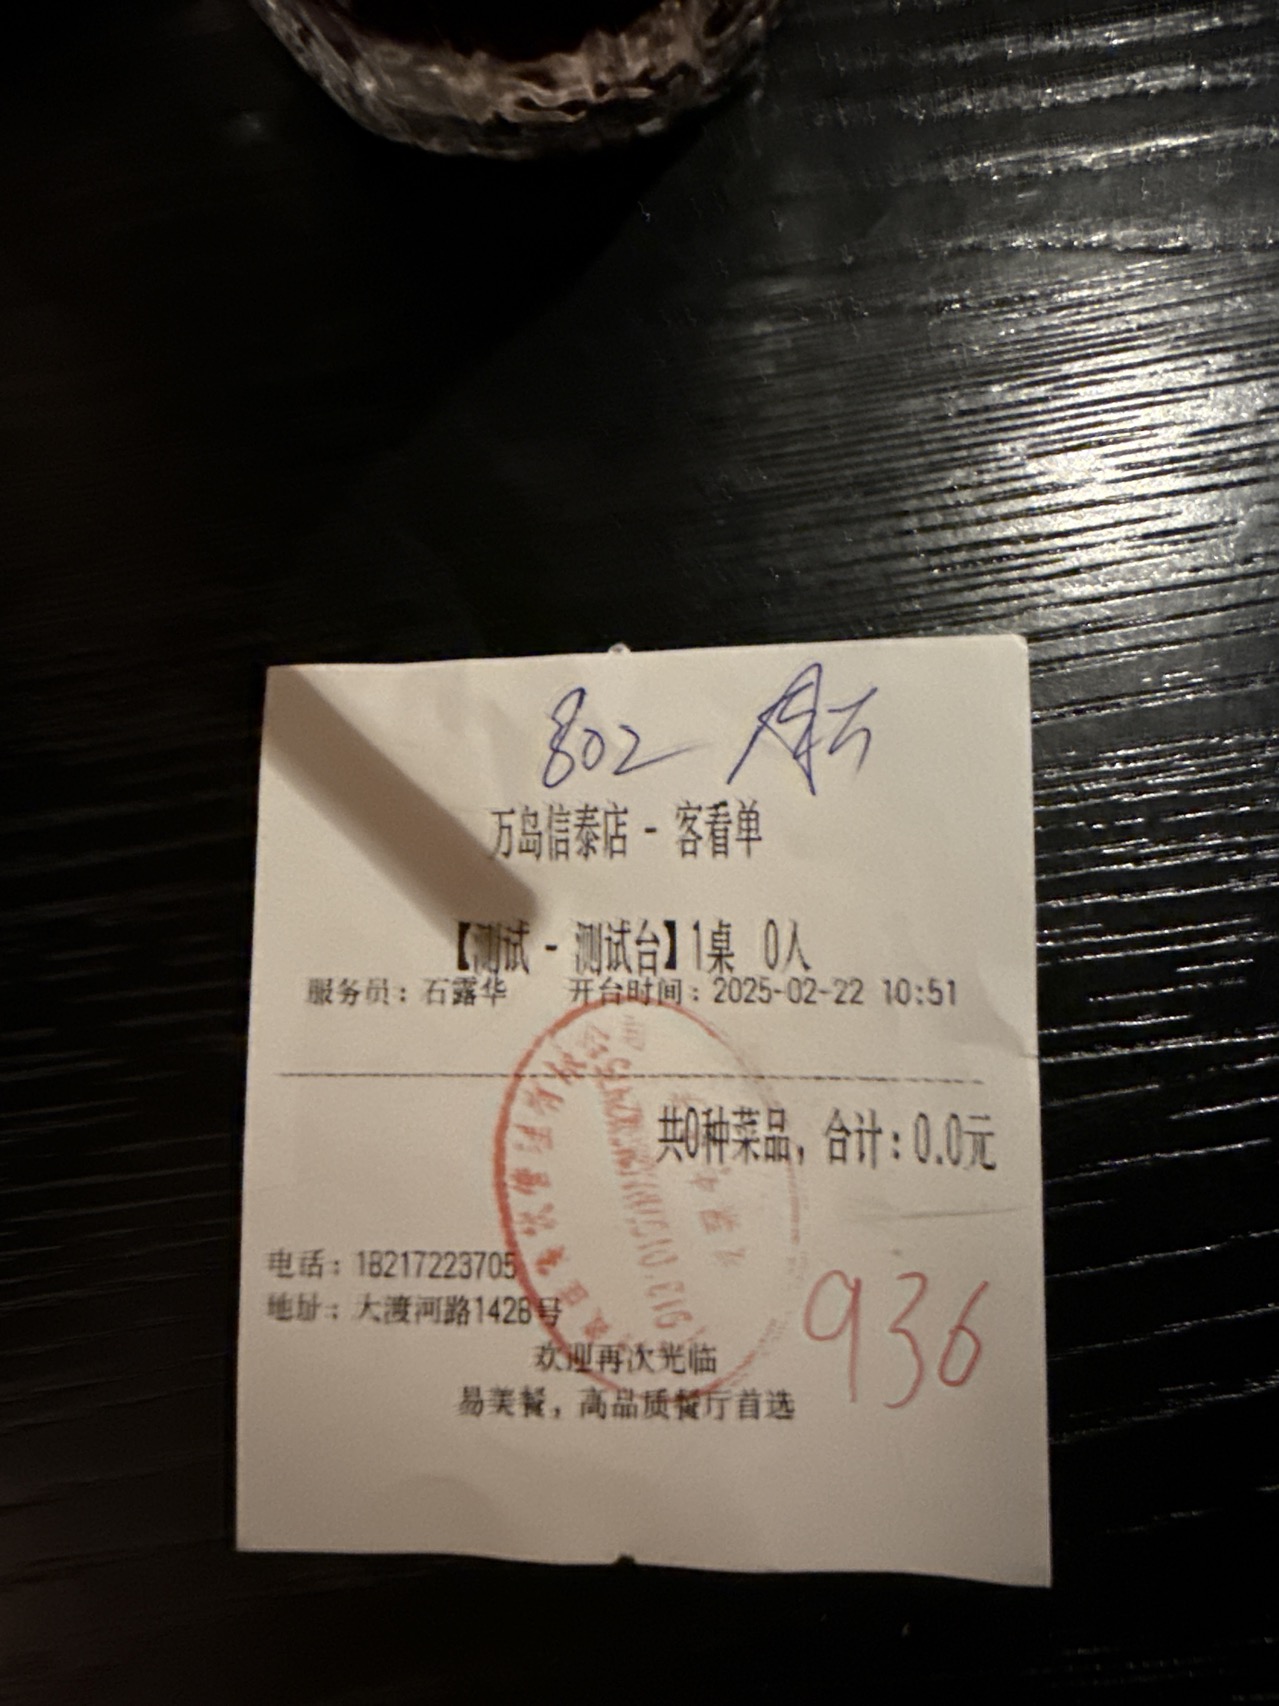 802
万岛信泰店 - 客看单
【测试 - 测试台】1桌 0人
服务员：石露华 开台时间：2025-02-22 10:51
共0种菜品，合计：0.0元
电话：18217223705
地址：大渡河路1428号
936
欢迎再次光临
易美餐，高品质餐厅首选